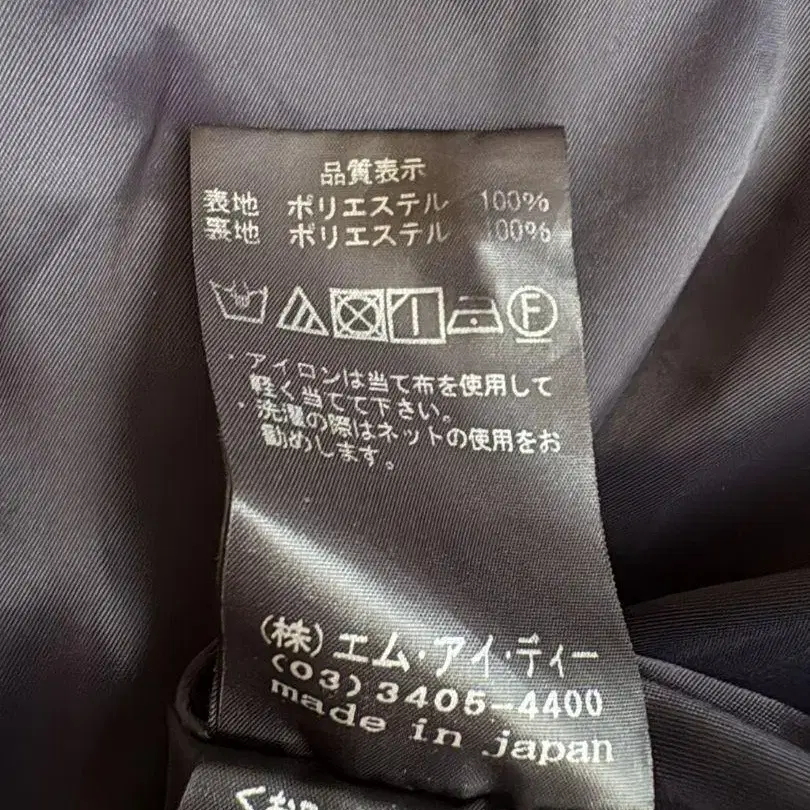 品質表示
表地 ポリエステル 100%
裏地 ポリエステル 100%
F
・アイロンは当て布を使用して
軽く当てて下さい。
・洗濯の際はネットの使用をお
勧めします。
(株)エム・アイ・ディー
(03)3405-4400
made in japan